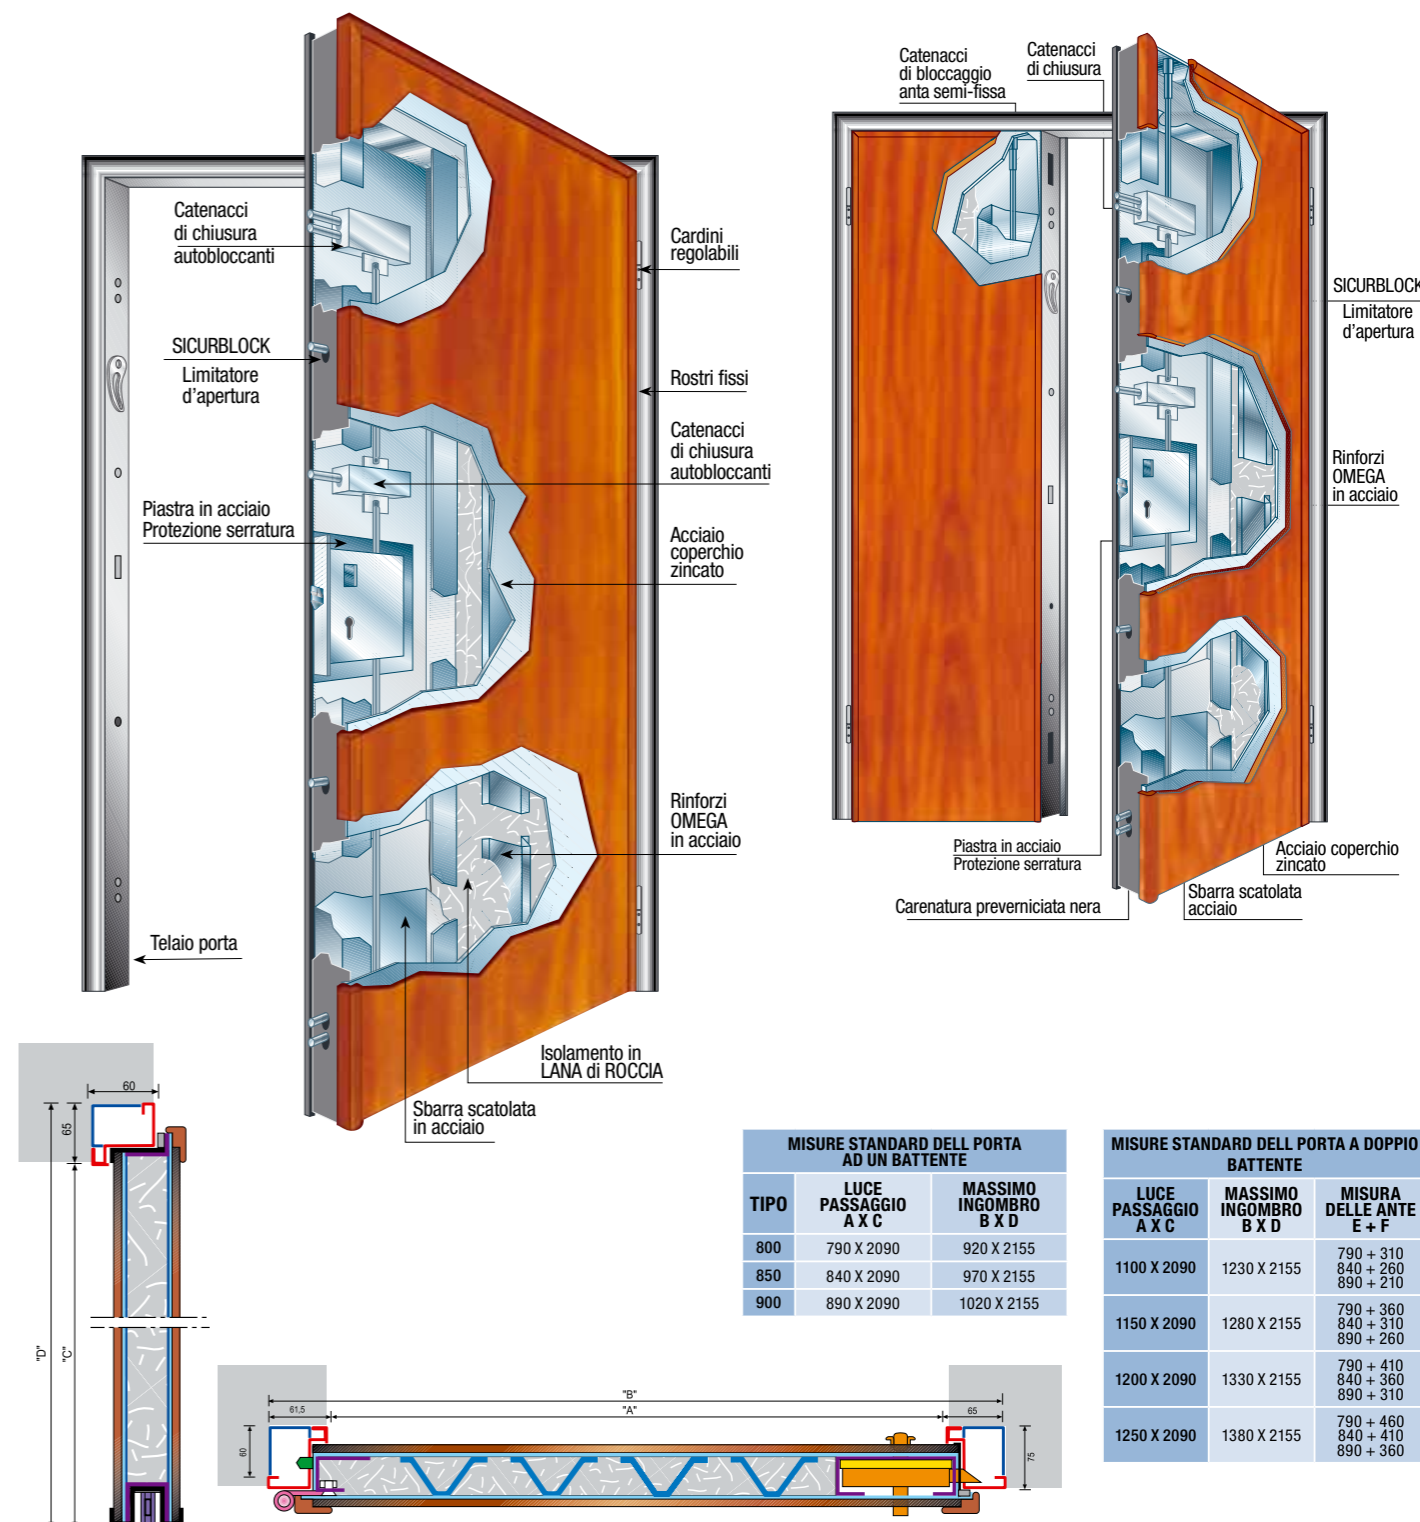 Catenacci
di chiusura
autobloccanti
SICURBLOCK
Limitatore
d'apertura
Piastra in acciaio
Protezione serratura
Telaio porta
Cardini
regolabili
Rostri fissi
Catenacci
di chiusura
autobloccanti
Acciaio
coperchio
zincato
Rinforzi
OMEGA
in acciaio
Isolamento in
LANA di ROCCIA
Sbarra scatolata
in acciaio
Catenacci
di bloccaggio
anta semi-fissa
Catenacci
di chiusura
SICURBLOCK
Limitatore
d'apertura
Rinforzi
OMEGA
in acciaio
Piastra in acciaio
Protezione serratura
Carenatura preverniciata nera
Sbarra scatolata
acciaio
Acciaio coperchio
zincato
60
65
"D"
"C"
"B"
61,5
"A"
65
60
75
MISURE STANDARD DELL PORTA
AD UN BATTENTE
TIPO
LUCE
PASSAGGIO
A X C
MASSIMO
INGOMBRO
B X D
800 790 X 2090 920 X 2155
850 840 X 2090 970 X 2155
900 890 X 2090 1020 X 2155
MISURE STANDARD DELL PORTA A DOPPIO
BATTENTE
LUCE
PASSAGGIO
A X C
MASSIMO
INGOMBRO
B X D
MISURA
DELLE ANTE
E + F
1100 X 2090 1230 X 2155
790 + 310
840 + 260
890 + 210
1150 X 2090 1280 X 2155
790 + 360
840 + 310
890 + 260
1200 X 2090 1330 X 2155
790 + 410
840 + 360
890 + 310
1250 X 2090 1380 X 2155
790 + 460
840 + 410
890 + 360